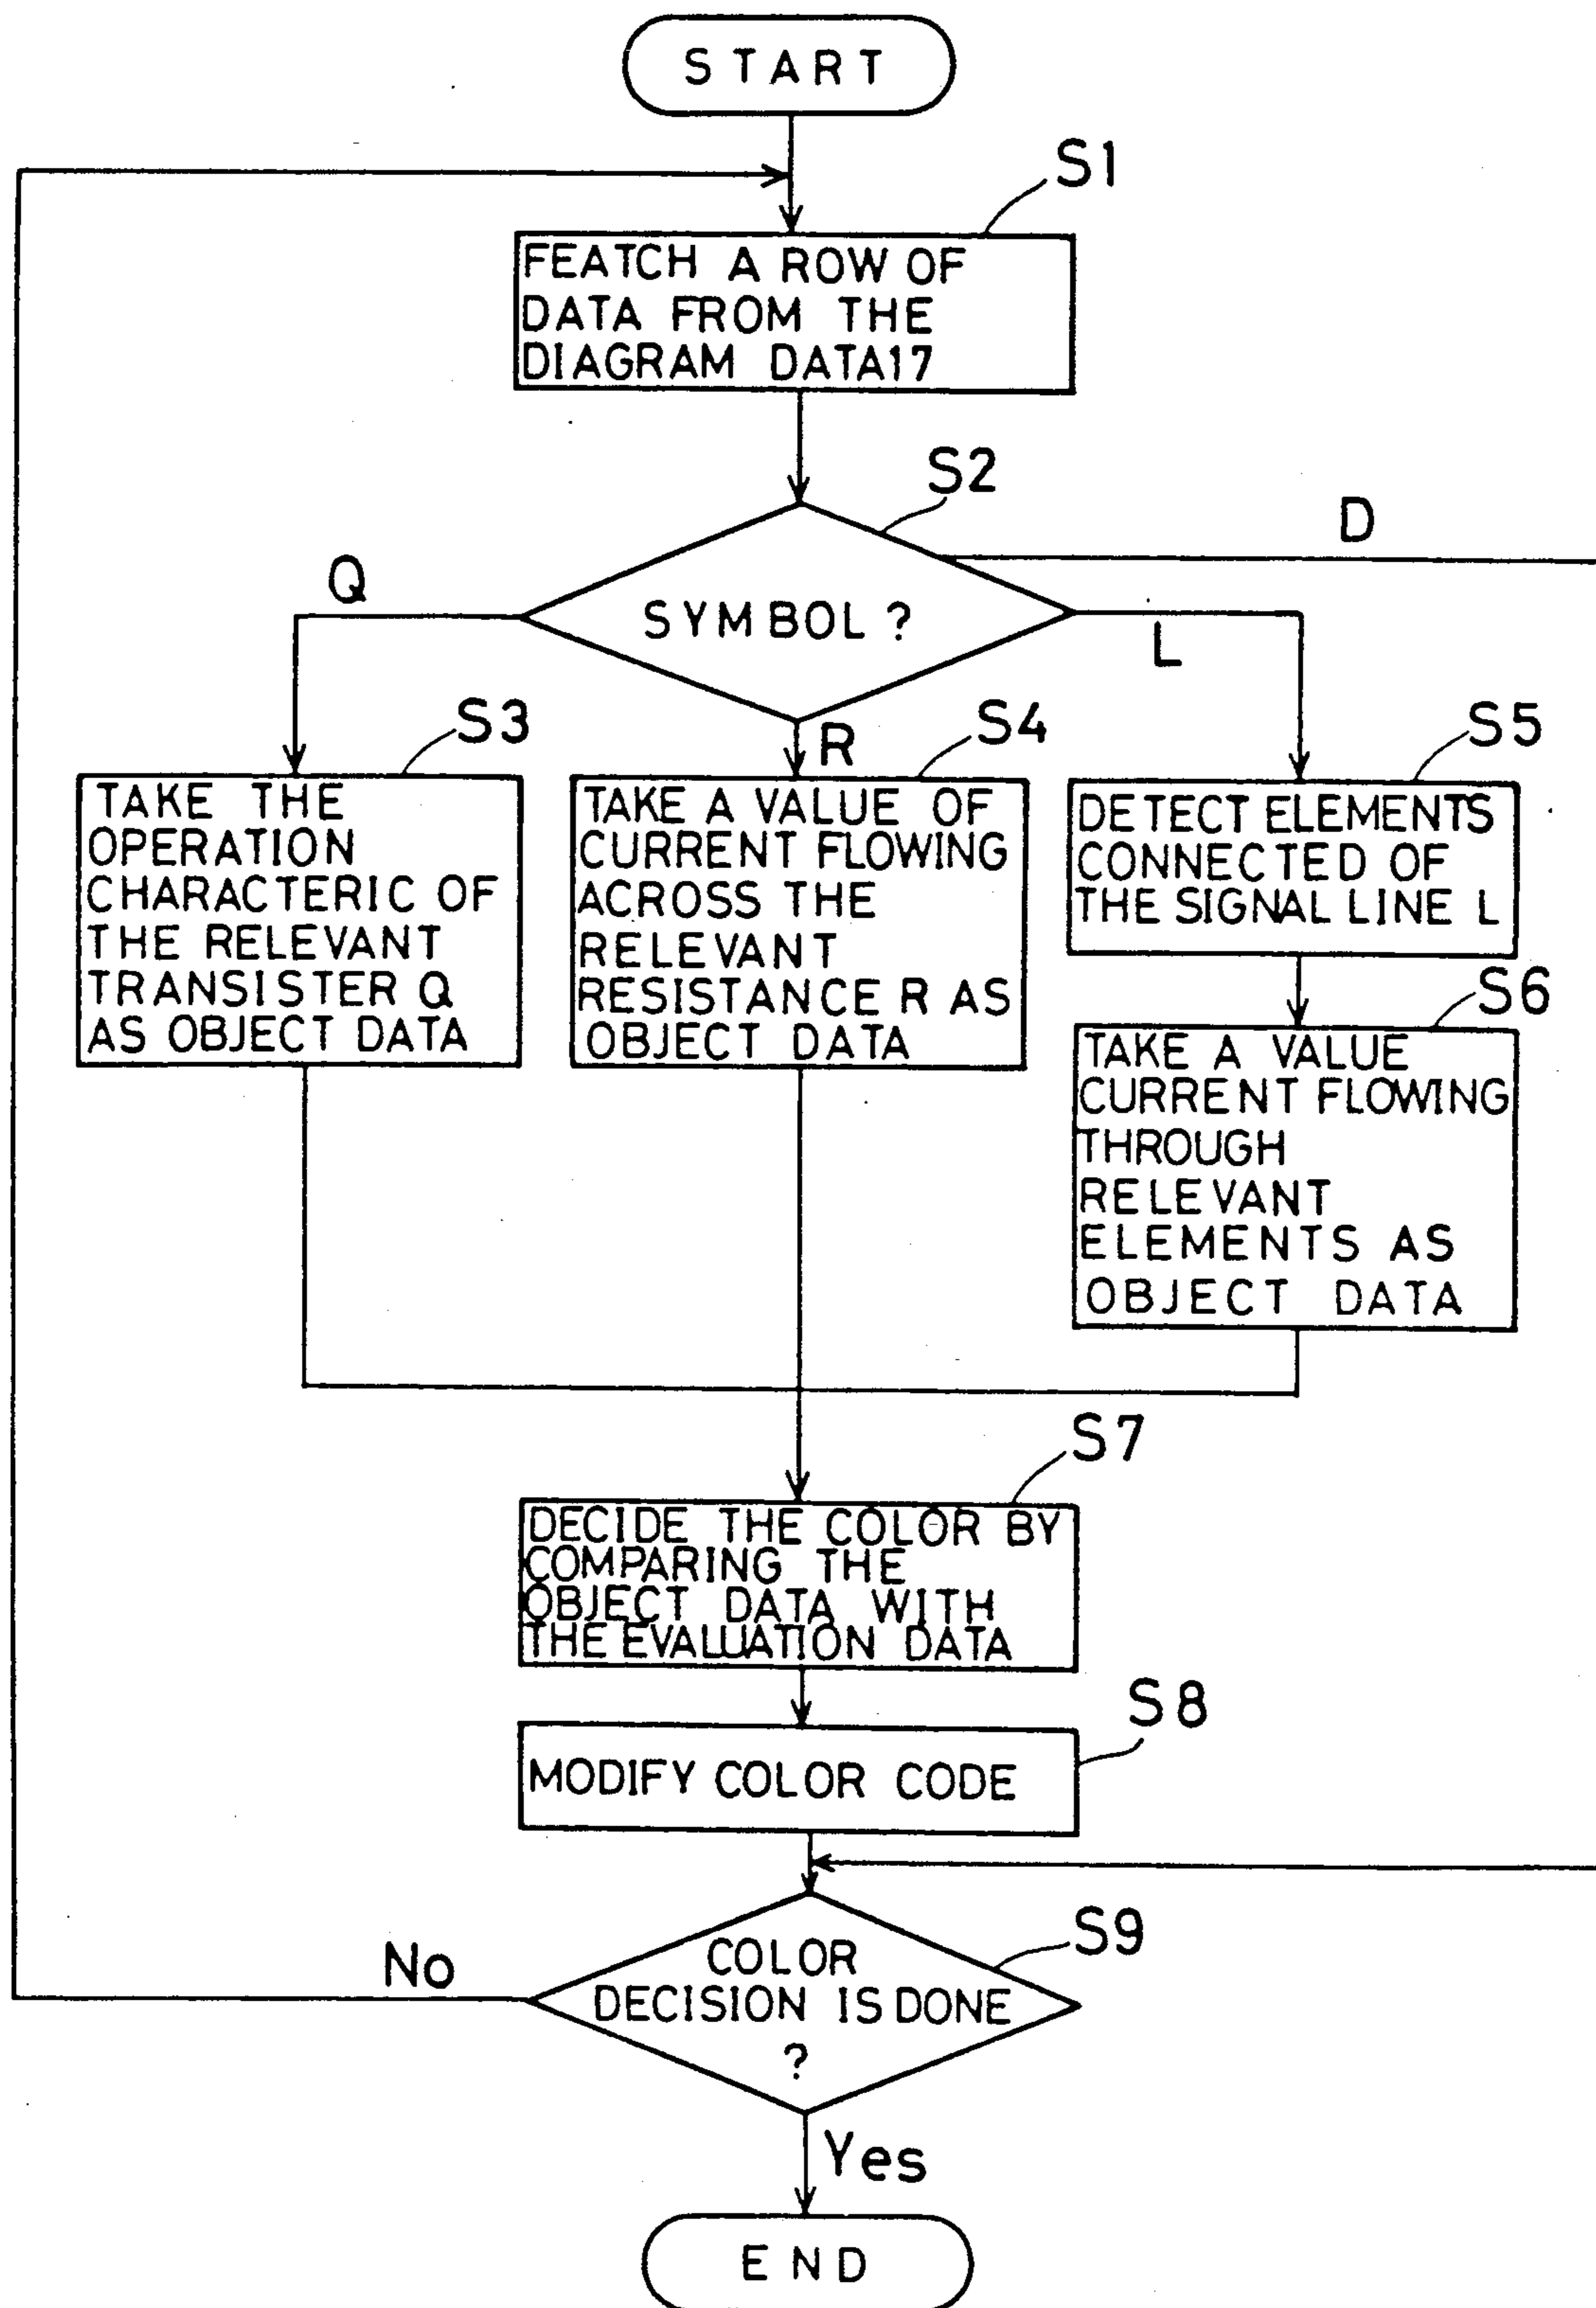 START
S1
FEATCH A ROW OF
DATA FROM THE
DIAGRAM DATA17
S2
D
Q
SYMBOL ?
L
R
S3
TAKE THE
OPERATION
CHARACTERIC OF
THE RELEVANT
TRANSISTER Q
AS OBJECT DATA
S4
TAKE A VALUE OF
CURRENT FLOWING
ACROSS THE
RELEVANT
RESISTANCE R AS
OBJECT DATA
S5
DETECT ELEMENTS
CONNECTED OF
THE SIGNAL LINE L
S6
TAKE A VALUE
CURRENT FLOWING
THROUGH
RELEVANT
ELEMENTS AS
OBJECT DATA
S7
DECIDE THE COLOR BY
COMPARING THE
OBJECT DATA WITH
THE EVALUATION DATA
S8
MODIFY COLOR CODE
S9
COLOR
DECISION IS DONE
?
No
Yes
END